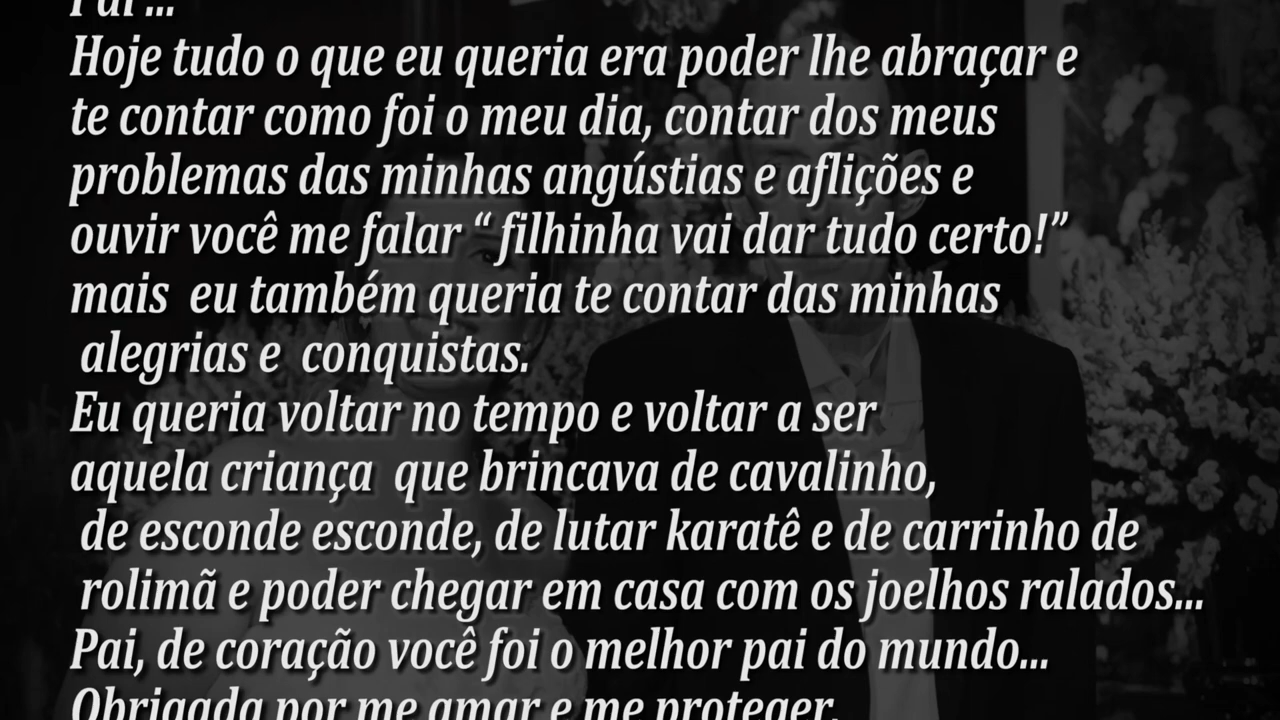 Pai ...
Hoje tudo o que eu queria era poder lhe abraçar e
te contar como foi o meu dia, contar dos meus
problemas das minhas angústias e aflições e
ouvir você me falar “ filhinha vai dar tudo certo!”
mais  eu também queria te contar das minhas
alegrias e  conquistas.
Eu queria voltar no tempo e voltar a ser
aquela criança  que brincava de cavalinho,
de esconde esconde, de lutar karatê e de carrinho de
rolimã e poder chegar em casa com os joelhos ralados...
Pai, de coração você foi o melhor pai do mundo...
Obrigada por me amar e me proteger.